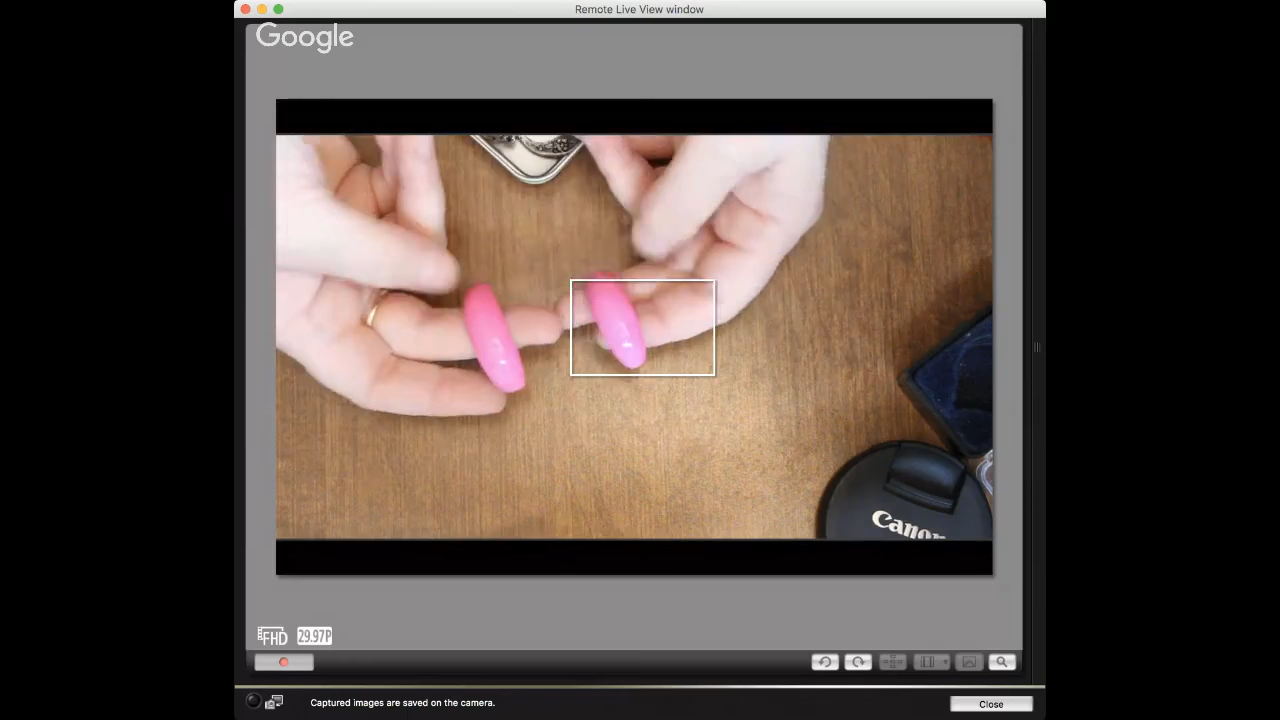 Remote Live View window
Google
Canon
FHD 29.97P
Captured images are saved on the camera.
Close